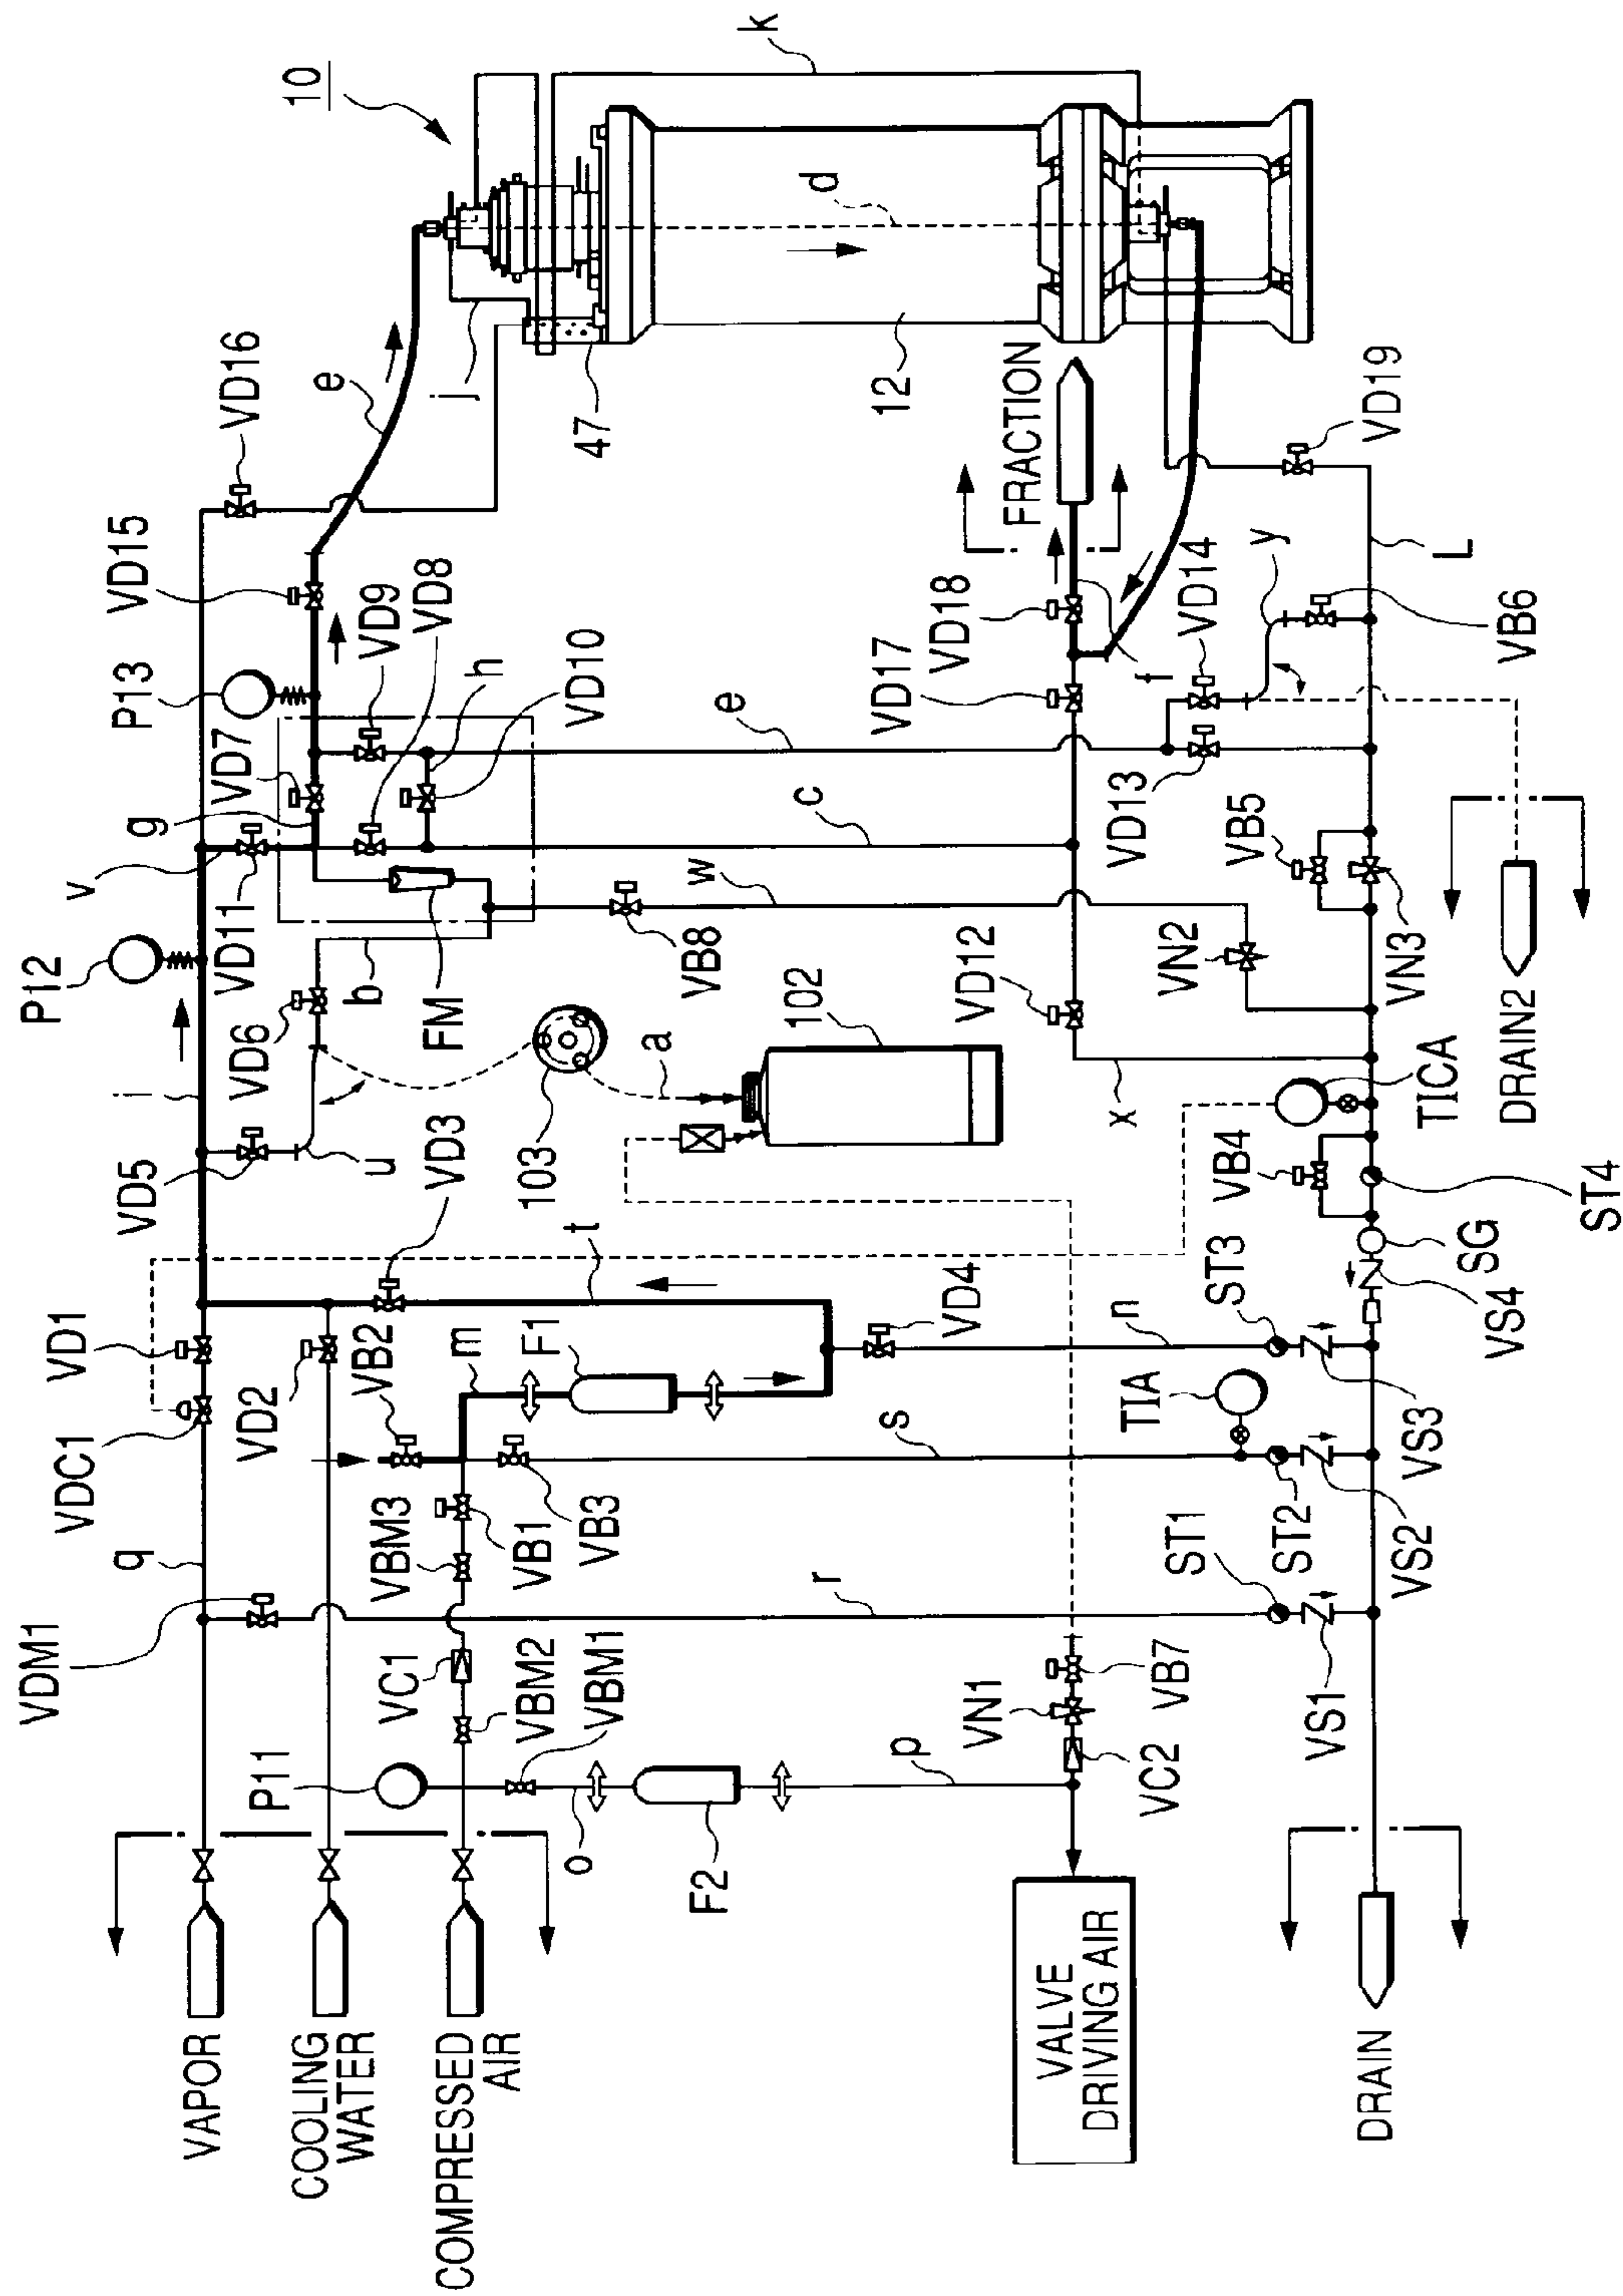 10
k
d
e
j
47
12
VD16
VD15
P13
VD9
VD8
h
VD10
VD7
g
v
VD11
P12
i
VD6
b
FM
VD5
u
103
a
102
VB8
w
e
c
VD17
VD18
FRACTION
f
VD14
y
VD19
L
VB6
VD13
VB5
VN3
VN2
VD12
x
DRAIN2
TICA
VB4
ST4
SG
VS4
ST3
VD3
t
VD4
n
VD1
VDC1
VD2
VB2
m
F1
VBM3
VB1
VB3
s
TIA
ST2
VS3
VS2
q
VDM1
r
ST1
VS1
VC1
VBM2
VBM1
P11
o
F2
p
VN1
VB7
VC2
VAPOR
COOLING
WATER
COMPRESSED
AIR
VALVE
DRIVING AIR
DRAIN